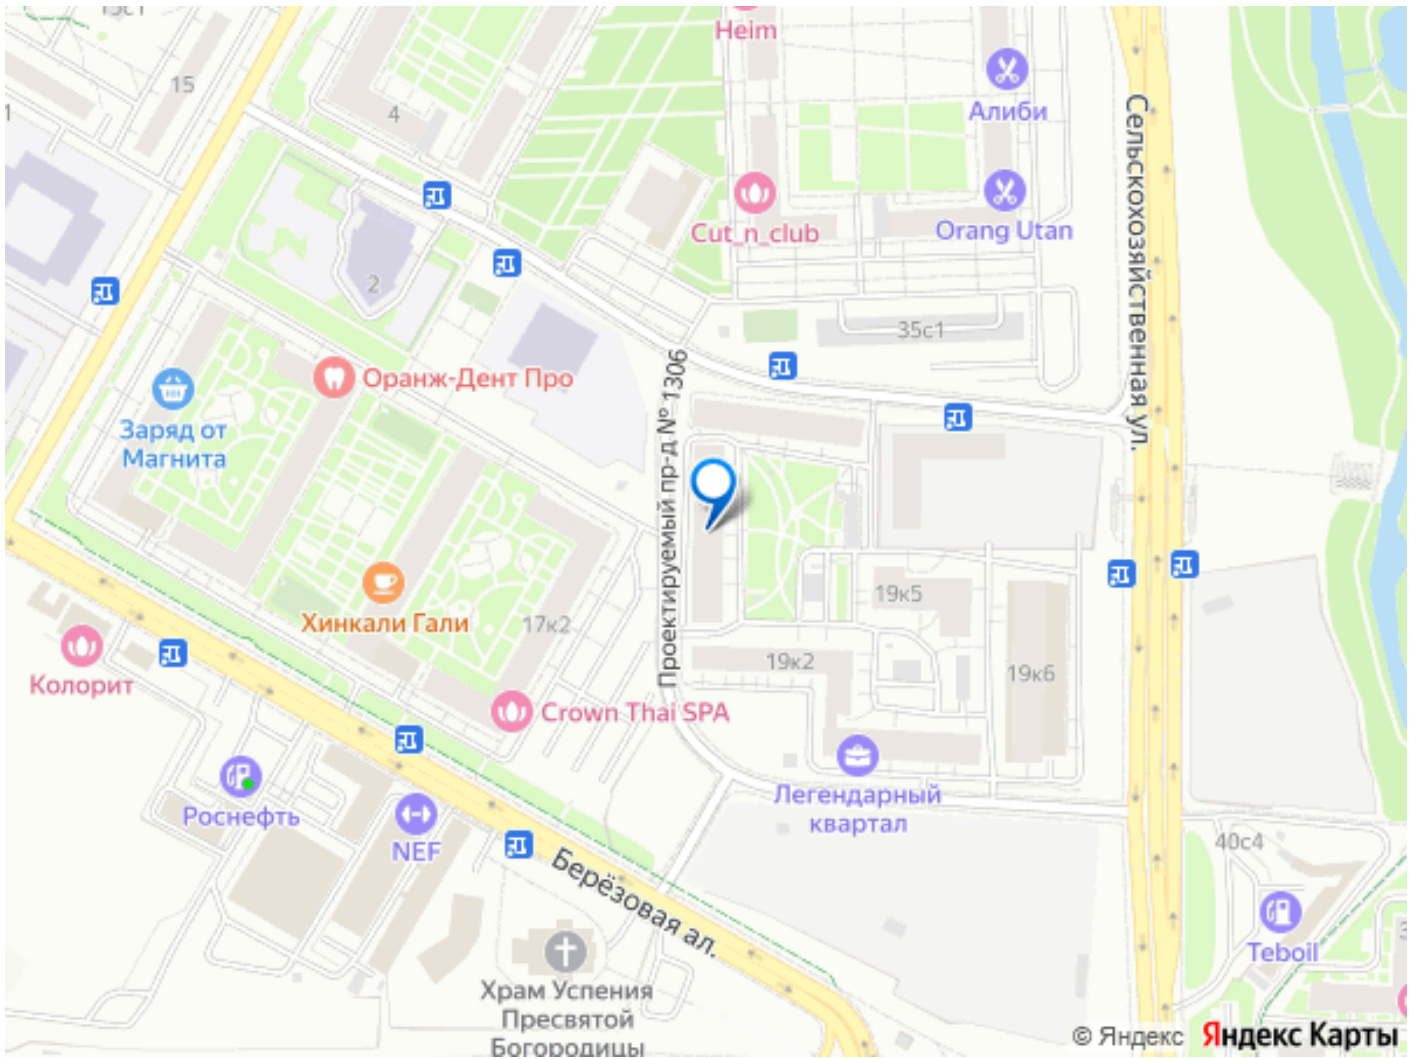 15с1
Heim
15
4
Алиби
Cut_n_club
Orang Utan
Сельскохозяйственная ул.
2
35с1
Оранж-Дент Про
Проектируемый пр-д № 1306
Заряд от
Магнита
Хинкали Гали
17к2
19к5
19к2
19к6
Колорит
Crown Thai SPA
Роснефть
NEF
Легендарный
квартал
40с4
Берёзовая ал.
Teboil
Храм Успения
Пресвятой
Богородицы
© Яндекс Яндекс Карты